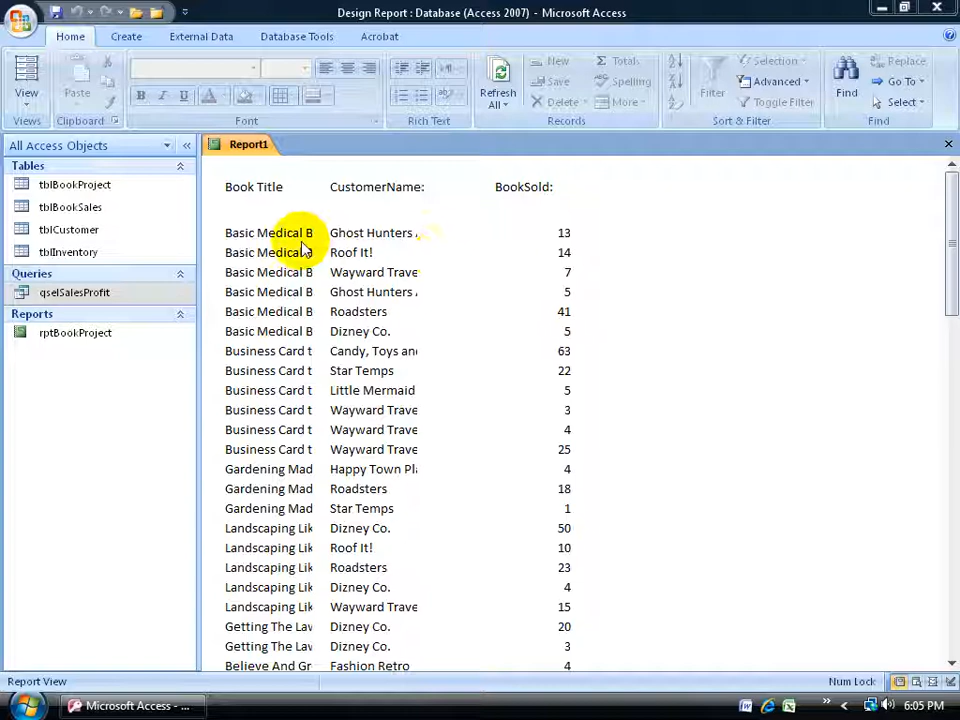 Design Report : Database (Access 2007) - Microsoft Access
Home Create External Data Database Tools Acrobat
View Paste B I U A Refresh All New Save Delete Totals Spelling More Filter Selection Advanced Toggle Filter Find Replace Go To Select
Views Clipboard Font Rich Text Records Sort & Filter Find
All Access Objects
Report1
Tables
tblBookProject
tblBookSales
tblCustomer
tblInventory
Queries
qselSalesProfit
Reports
rptBookProject
Book Title CustomerName: BookSold:
Basic Medical B Ghost Hunters 13
Basic Medical B Roof It! 14
Basic Medical B Wayward Trave 7
Basic Medical B Ghost Hunters 5
Basic Medical B Roadsters 41
Basic Medical B Dizney Co. 5
Business Card t Candy, Toys and 63
Business Card t Star Temps 22
Business Card t Little Mermaid 5
Business Card t Wayward Trave 3
Business Card t Wayward Trave 4
Business Card t Wayward Trave 25
Gardening Mad Happy Town Pla 4
Gardening Mad Roadsters 18
Gardening Mad Star Temps 1
Landscaping Lik Dizney Co. 50
Landscaping Lik Roof It! 10
Landscaping Lik Roadsters 23
Landscaping Lik Dizney Co. 4
Landscaping Lik Wayward Trave 15
Getting The Lav Dizney Co. 20
Getting The Lav Dizney Co. 3
Believe And Gr Fashion Retro 4
Report View Num Lock
Microsoft Access - ... 6:05 PM